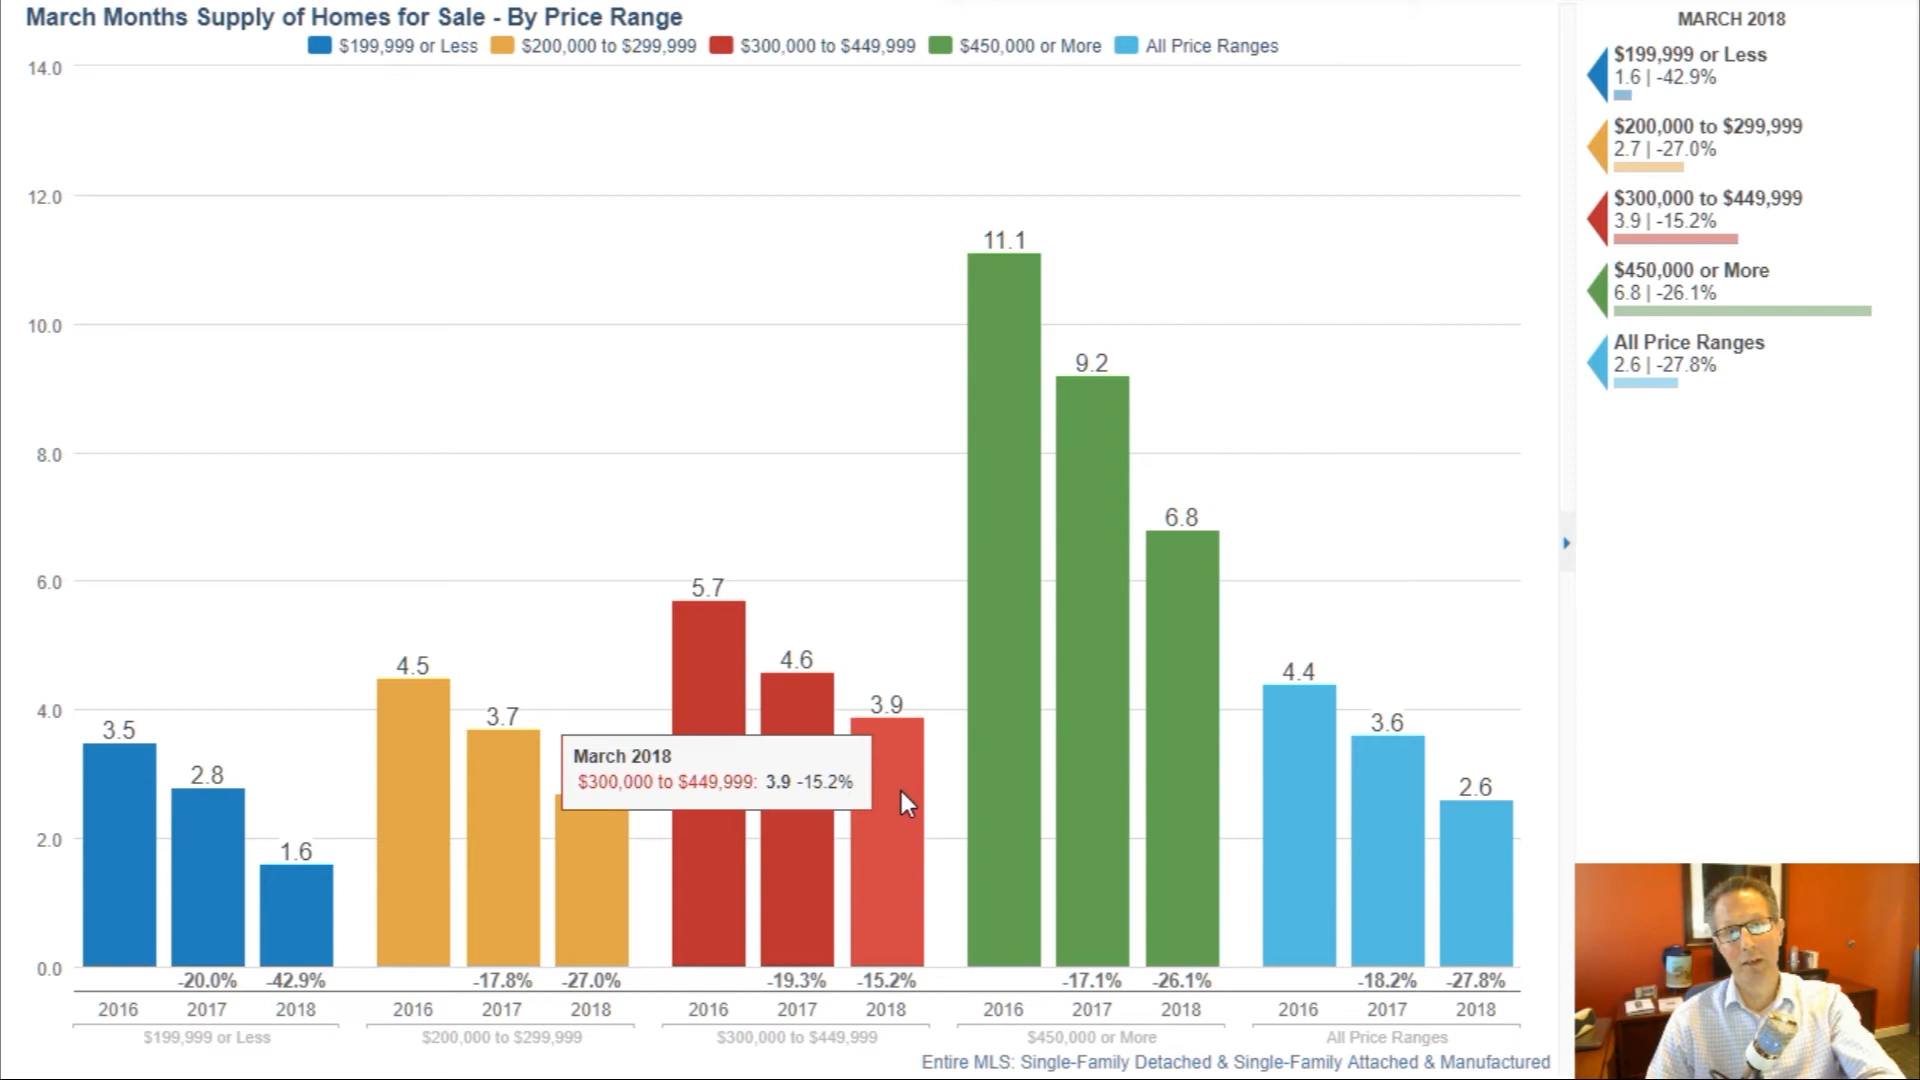 March Months Supply of Homes for Sale - By Price Range
$199,999 or Less $200,000 to $299,999 $300,000 to $449,999 $450,000 or More All Price Ranges
14.0
12.0
10.0
8.0
6.0
4.0
2.0
0.0
3.5 2.8 1.6
4.5 3.7
5.7 4.6 3.9
11.1 9.2 6.8
4.4 3.6 2.6
March 2018
$300,000 to $449,999: 3.9 -15.2%
-20.0% -42.9% -17.8% -27.0% -19.3% -15.2% -17.1% -26.1% -18.2% -27.8%
2016 2017 2018 2016 2017 2018 2016 2017 2018 2016 2017 2018 2016 2017 2018
$199,999 or Less $200,000 to $299,999 $300,000 to $449,999 $450,000 or More All Price Ranges
Entire MLS: Single-Family Detached & Single-Family Attached & Manufactured
MARCH 2018
$199,999 or Less
1.6 | -42.9%
$200,000 to $299,999
2.7 | -27.0%
$300,000 to $449,999
3.9 | -15.2%
$450,000 or More
6.8 | -26.1%
All Price Ranges
2.6 | -27.8%